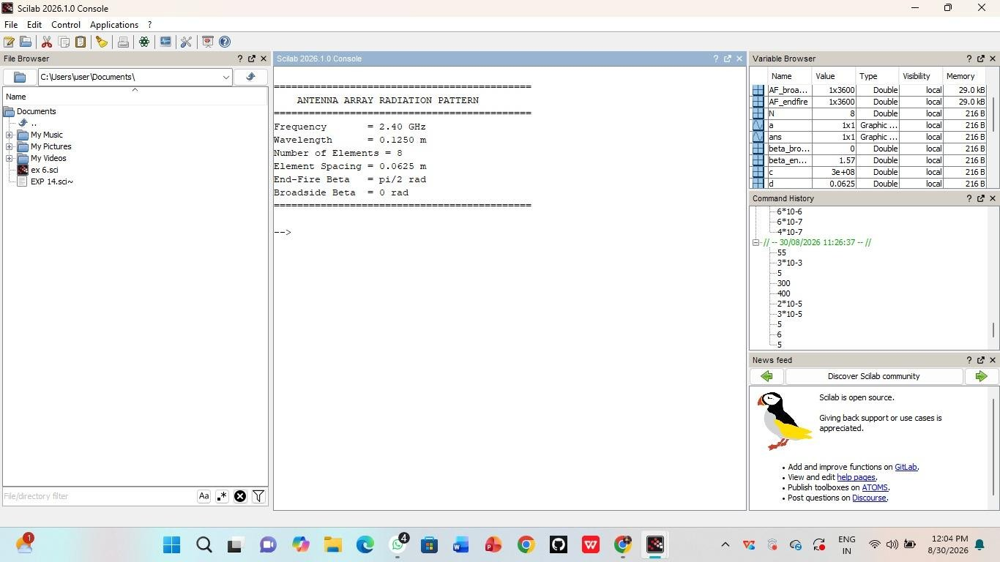 Scilab 2026.1.0 Console
File Edit Control Applications ?
File Browser
C:\Users\user\Documents\
Name
Documents
..
My Music
My Pictures
My Videos
ex 6.sci
EXP 14.sci~
File/directory filter
Aa
.*
Scilab 2026.1.0 Console
============================================
ANTENNA ARRAY RADIATION PATTERN
============================================
Frequency = 2.40 GHz
Wavelength = 0.1250 m
Number of Elements = 8
Element Spacing = 0.0625 m
End-Fire Beta = pi/2 rad
Broadside Beta = 0 rad
============================================
-->
Variable Browser
Name Value Type Visibility Memory
AF_broa... 1x3600 Double local 29.0 kB
AF_endfire 1x3600 Double local 29.0 kB
N 8 Double local 216 B
a 1x1 Graphic ... local 216 B
ans 1x1 Graphic ... local 216 B
beta_bro... 0 Double local 216 B
beta_en... 1.57 Double local 216 B
c 3e+08 Double local 216 B
d 0.0625 Double local 216 B
Command History
6*10-6
6*10-7
4*10-7
// -- 30/08/2026 11:26:37 -- //
55
3*10-3
5
300
400
2*10-5
3*10-5
5
6
5
News feed
Discover Scilab community
Scilab is open source.
Giving back support or use cases is
appreciated.
• Add and improve functions on GitLab.
• View and edit help pages.
• Publish toolboxes on ATOMS.
• Post questions on Discourse.
1
4
ENG
IN
12:04 PM
8/30/2026